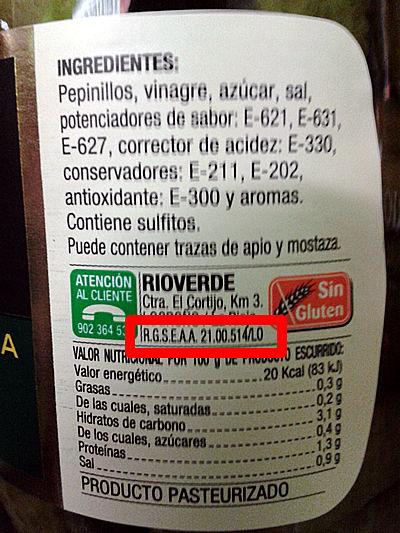 INGREDIENTES:
Pepinillos, vinagre, azúcar, sal,
potenciadores de sabor: E-621, E-631,
E-627, corrector de acidez: E-330,
conservadores: E-211, E-202,
antioxidante: E-300 y aromas.
Contiene sulfitos.
Puede contener trazas de apio y mostaza.
ATENCIÓN
AL CLIENTE
902 364
RIOVERDE
Ctra. El Cortijo, Km 3.
R.G.S.E.A.A. 21.00.514/LO
Sin
Gluten
A
VALOR NUTRICIONAL POR 100 g DE PRODUCTO ESCURRIDO:
Valor energético 20 Kcal (83 kJ)
Grasas 0,3 g
De las cuales, saturadas 0,2 g
Hidratos de carbono 3,1 g
De los cuales, azúcares 0,4 g
Proteínas 1,3 g
Sal 0,9 g
PRODUCTO PASTEURIZADO